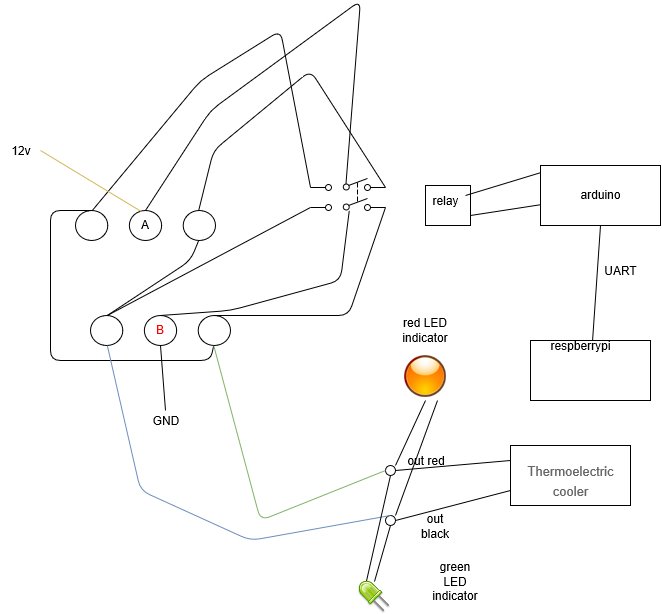 12v
A
relay
arduino
UART
B
red LED
indicator
respberrypi
GND
out red
Thermoelectric
cooler
out
black
green
LED
indicator